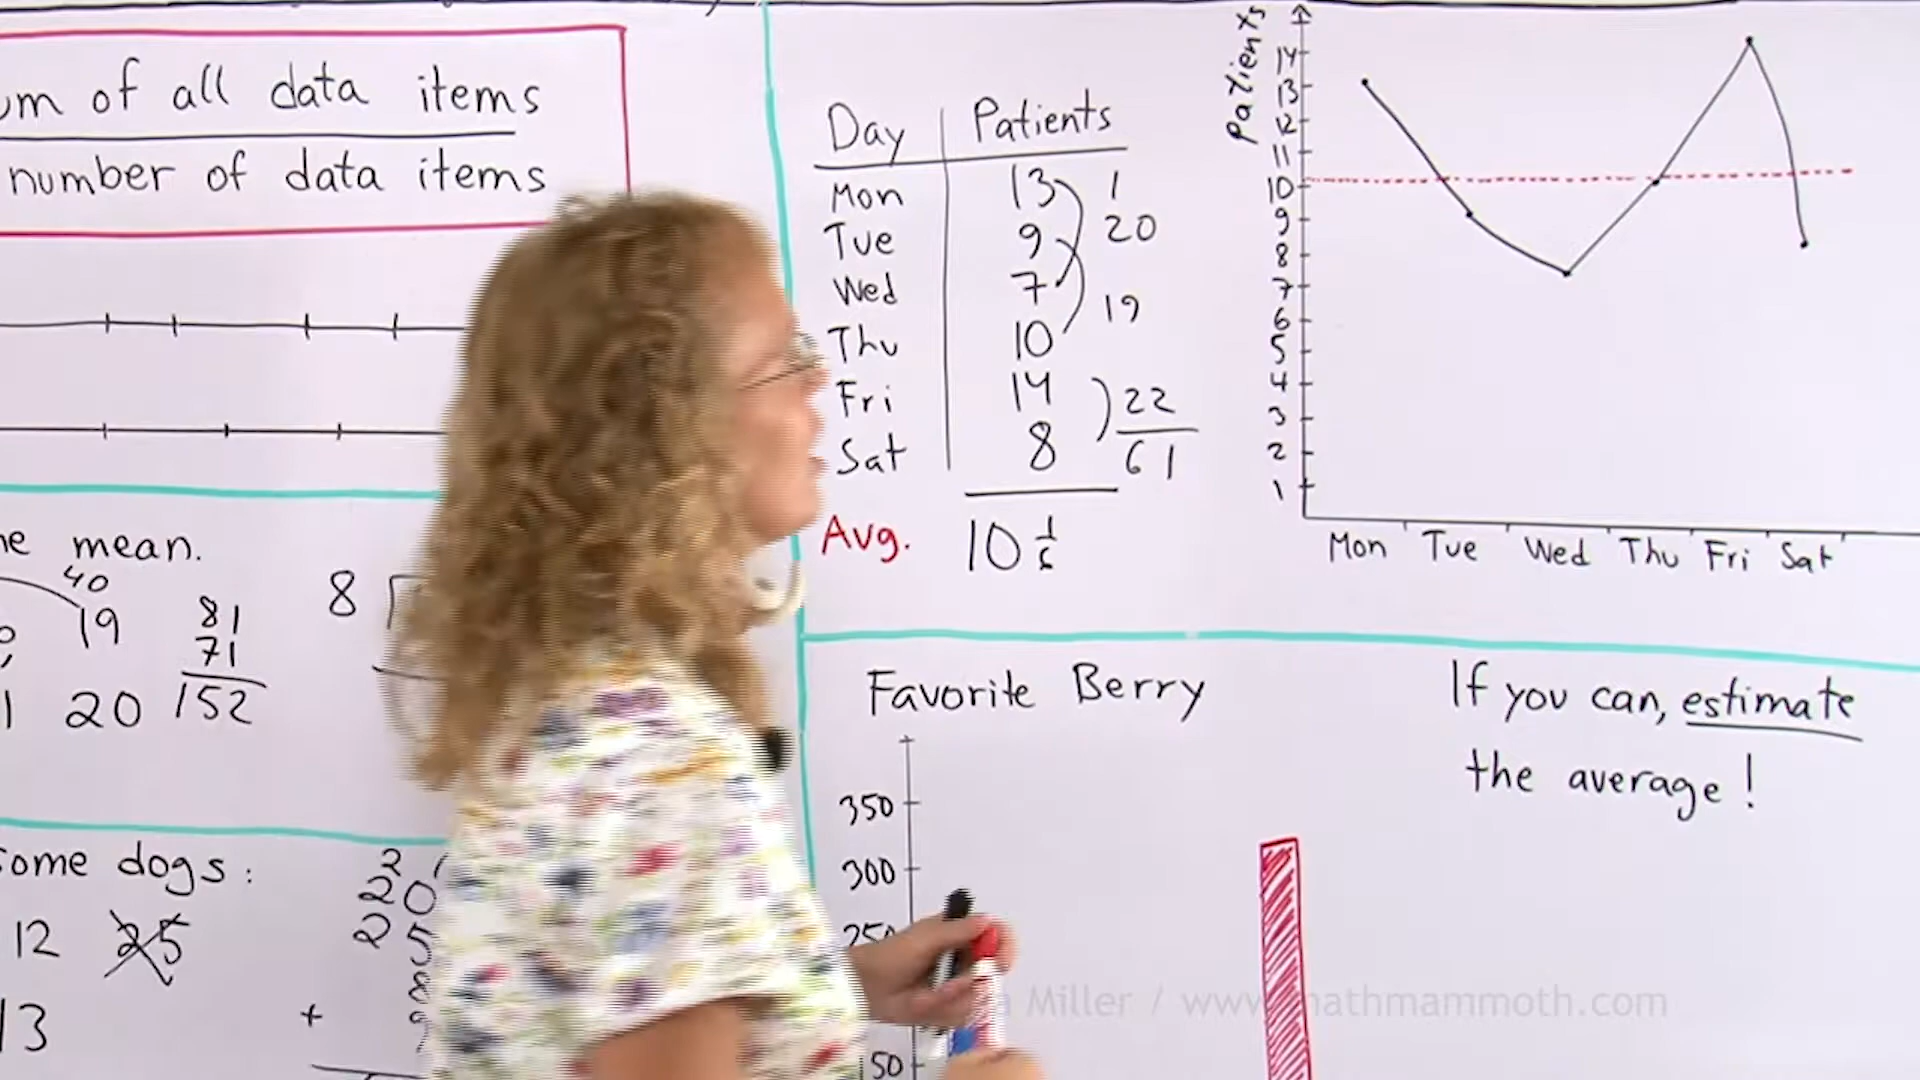 of all data items
number of data items
mean.
40
19
81
71
20 152
8
dogs:
2
20
12 25
25
13
+
Day Patients
Mon 13 1
Tue 9 20
Wed 7
19
Thu 10
Fri 14 22
Sat 8 61
Avg. 10 1/6
Patients
14
13
12
11
10
9
8
7
6
5
4
3
2
1
Mon Tue Wed Thu Fri Sat
Favorite Berry
350
300
250
50
If you can, estimate
the average!
Miller / www.mathmammoth.com